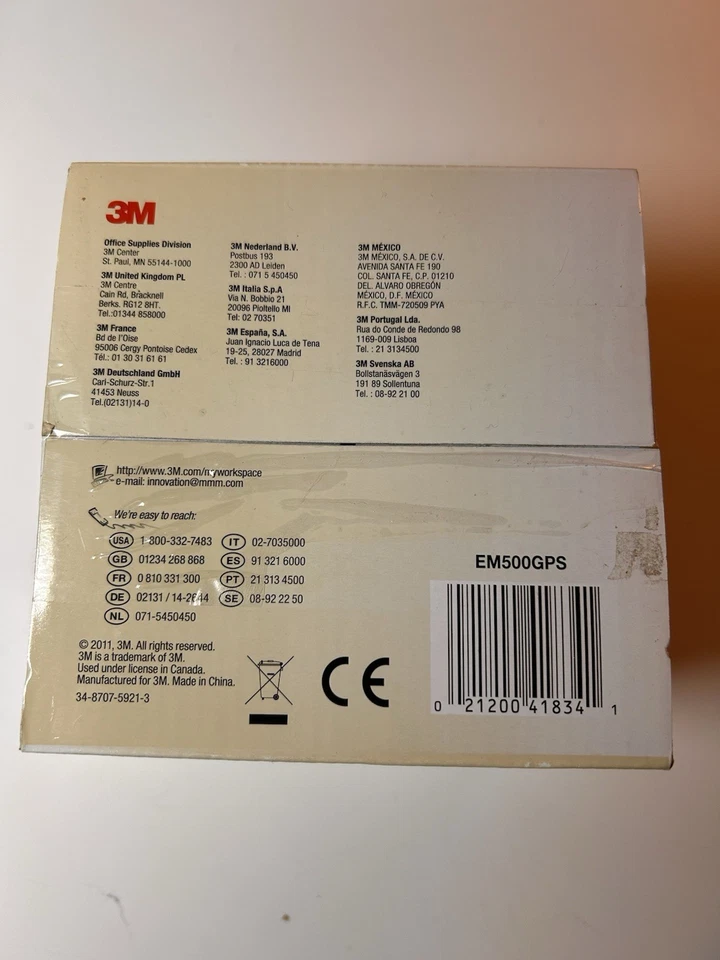 3M
Office Supplies Division
3M Center
St. Paul, MN 55144-1000
3M United Kingdom PL
3M Centre
Cain Rd, Bracknell
Berks. RG12 8HT.
Tel.:01344 858000
3M France
Bd de l'Oise
95006 Cergy Pontoise Cedex
Tél.: 01 30 31 61 61
3M Deutschland GmbH
Carl-Schurz-Str.1
41453 Neuss
Tel.(02131)14-0
3M Nederland B.V.
Postbus 193
2300 AD Leiden
Tel. : 071 5 450450
3M Italia S.p.A
Via N. Bobbio 21
20096 Pioltello MI
Tel: 02 70351
3M España, S.A.
Juan Ignacio Luca de Tena
19-25, 28027 Madrid
Tel. : 91 3216000
3M MÉXICO
3M MÉXICO, S.A. DE C.V.
AVENIDA SANTA FE 190
COL. SANTA FE, C.P. 01210
DEL. ALVARO OBREGÓN
MÉXICO, D.F. MÉXICO
R.F.C. TMM-720509 PYA
3M Portugal Lda.
Rua do Conde de Redondo 98
1169-009 Lisboa
Tel. : 21 3134500
3M Svenska AB
Bollstanäsvägen 3
191 89 Sollentuna
Tel. : 08-92 21 00
http://www.3M.com/myworkspace
e-mail: innovation@mmm.com
We're easy to reach:
USA 1 800-332-7483
GB 01234 268 868
FR 0 810 331 300
DE 02131 / 14-2644
NL 071-5450450
IT 02-7035000
ES 91 321 6000
PT 21 313 4500
SE 08-92 22 50
© 2011, 3M. All rights reserved.
3M is a trademark of 3M.
Used under license in Canada.
Manufactured for 3M. Made in China.
34-8707-5921-3
CE
EM500GPS
0 21200 41834 1